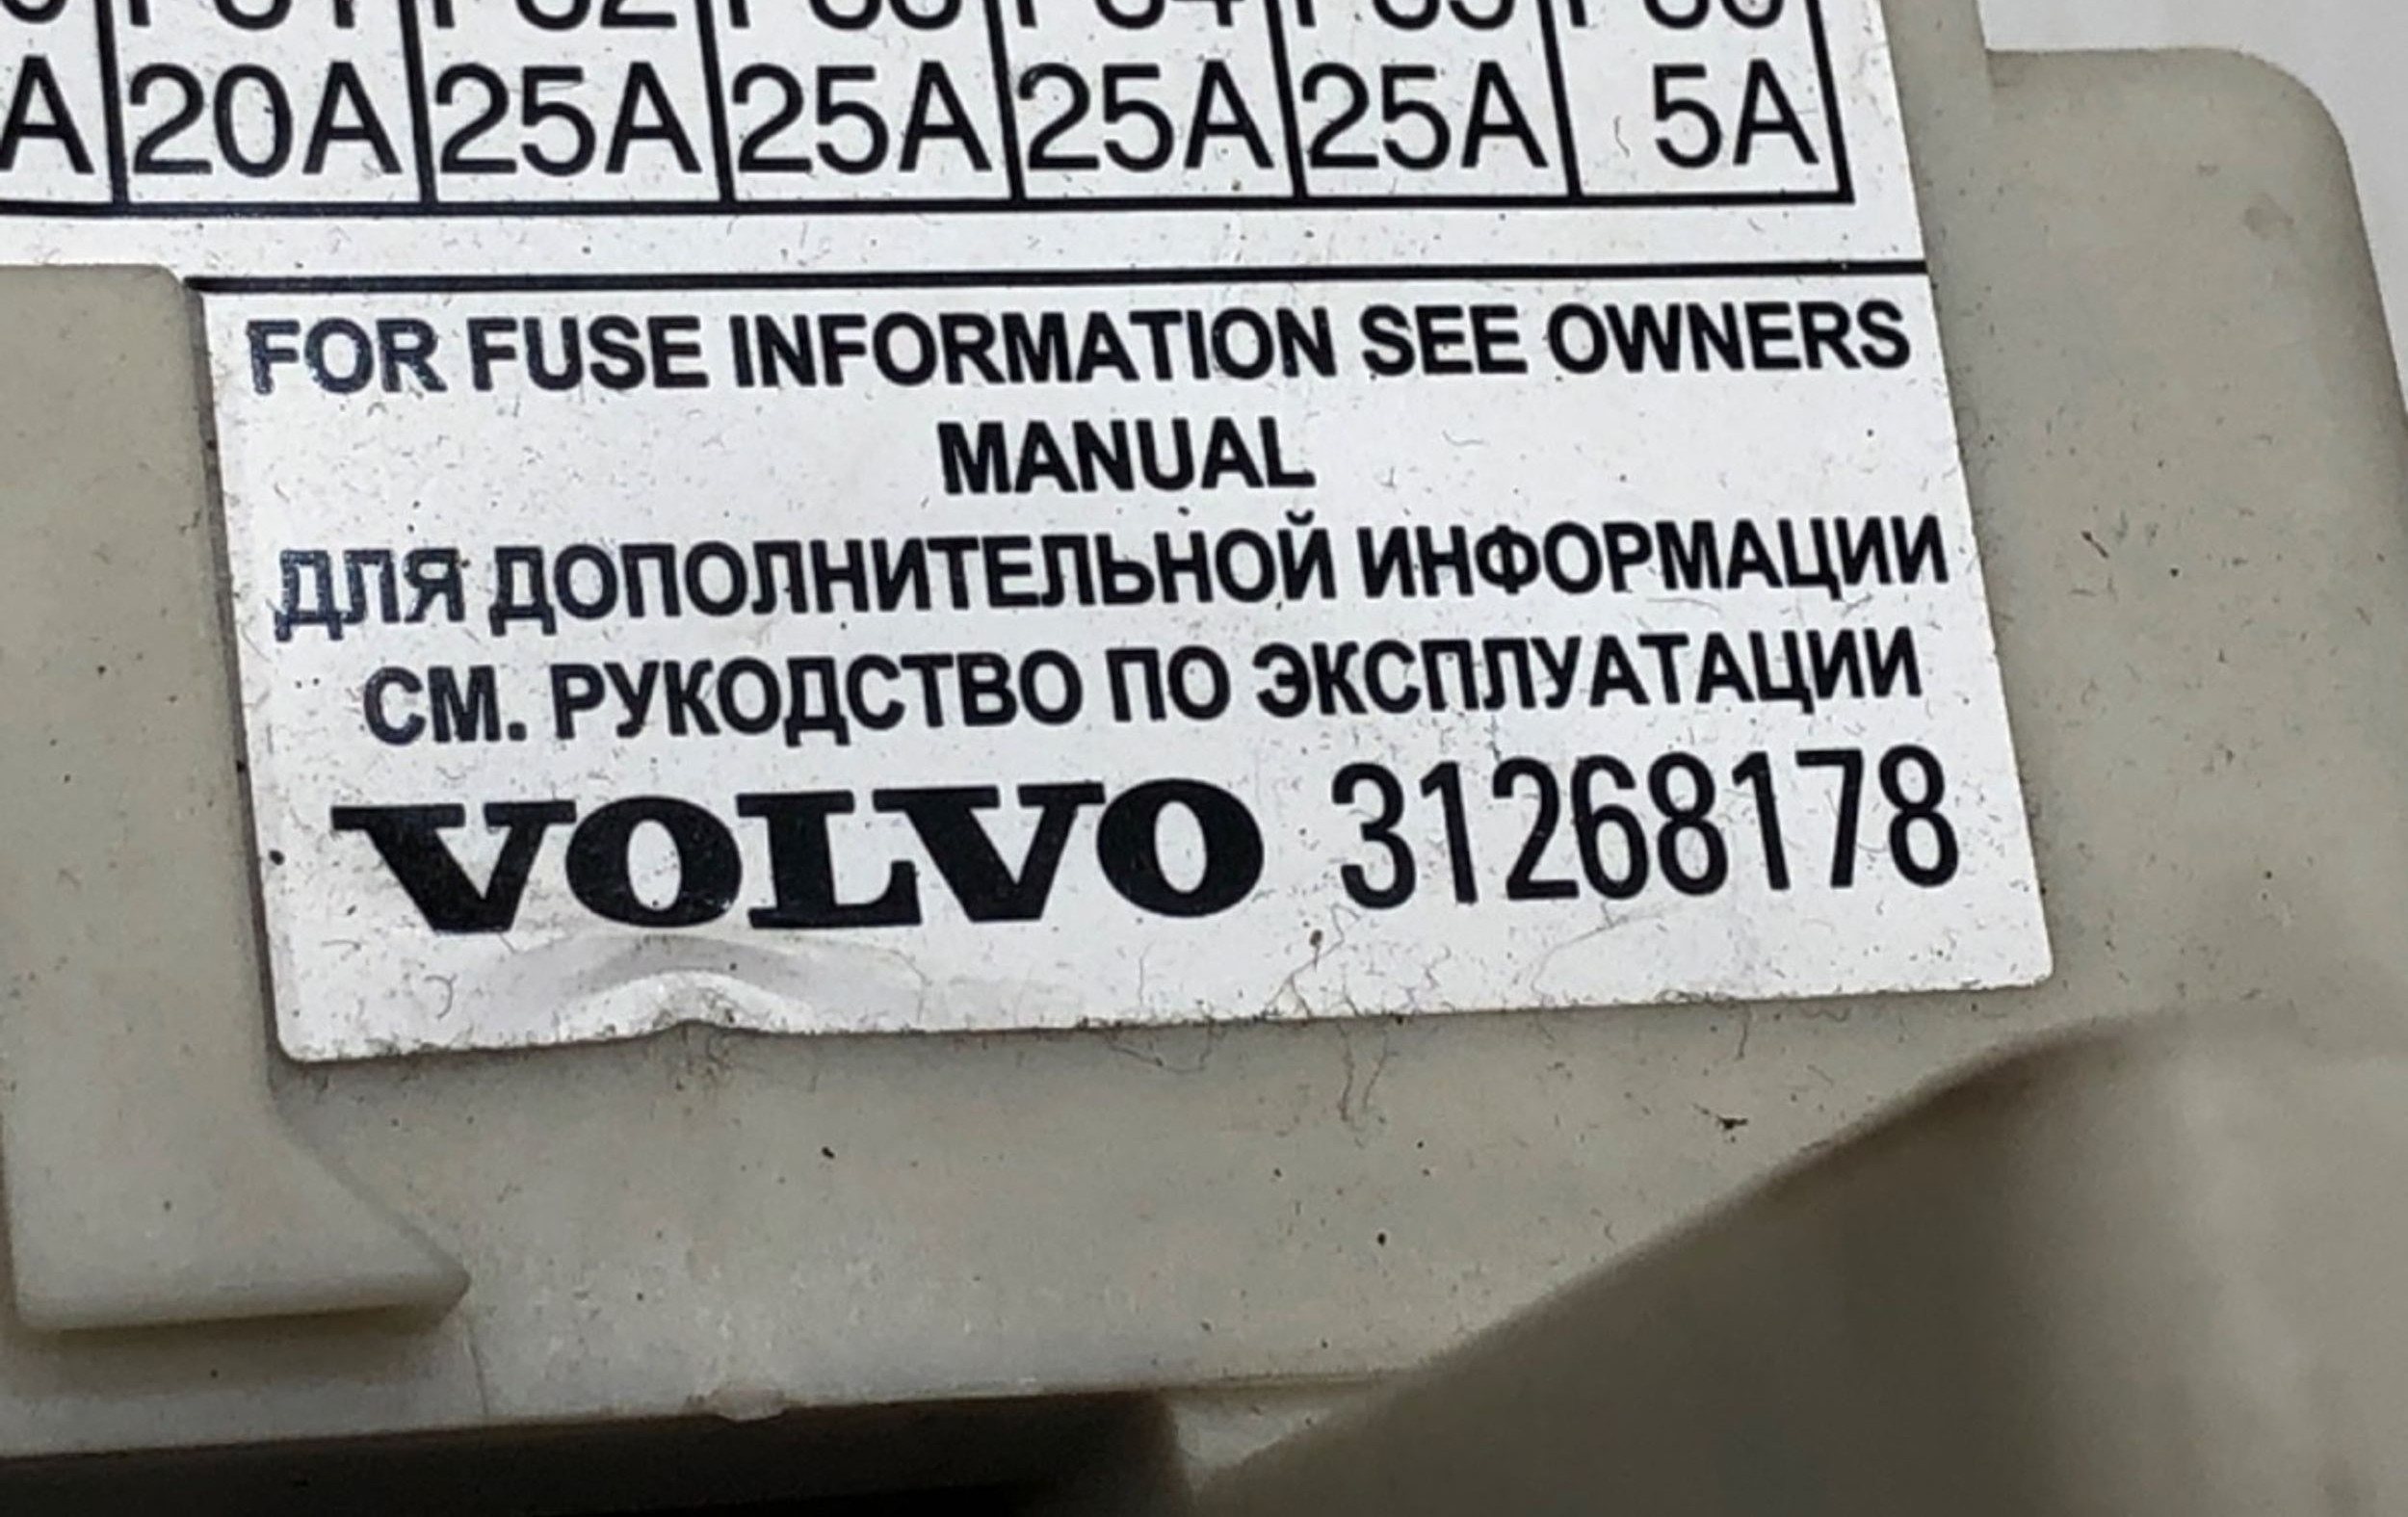 20A 25A 25A 25A 25A 5A
FOR FUSE INFORMATION SEE OWNERS
MANUAL
ДЛЯ ДОПОЛНИТЕЛЬНОЙ ИНФОРМАЦИИ
СМ. РУКОДСТВО ПО ЭКСПЛУАТАЦИИ
VOLVO 31268178